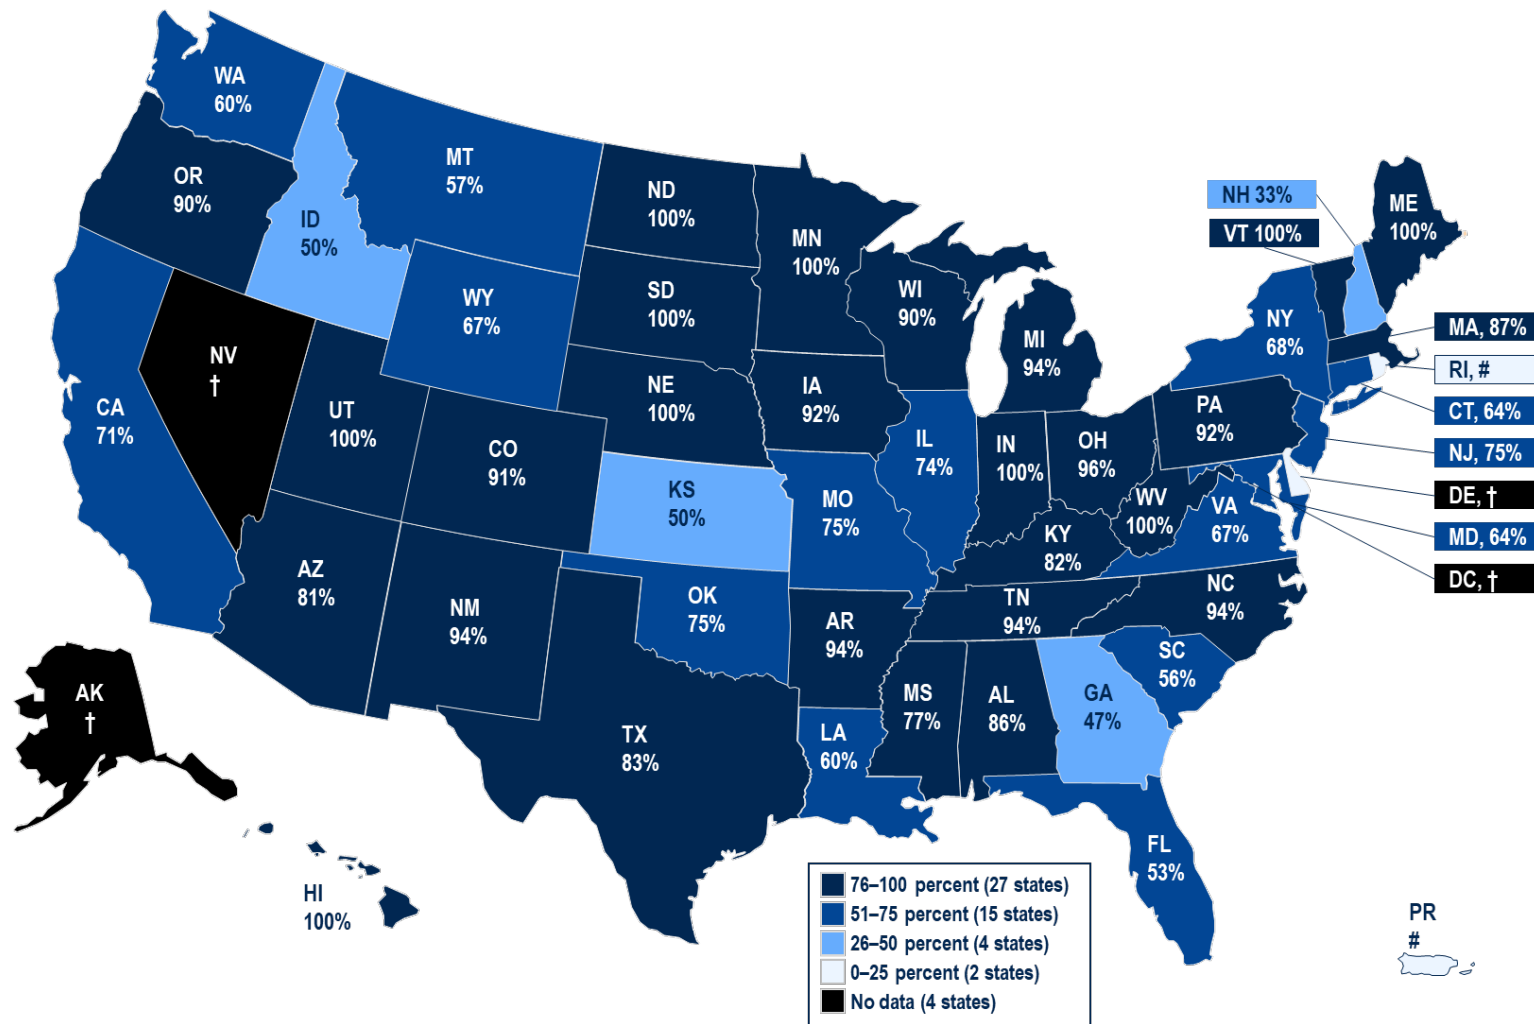 WA
60%
OR
90%
ID
50%
MT
57%
ND
100%
MN
100%
WI
90%
MI
94%
NH 33%
VT 100%
ME
100%
NY
68%
MA, 87%
RI, #
CT, 64%
NJ, 75%
DE, †
MD, 64%
DC, †
WY
67%
SD
100%
NV
†
CA
71%
UT
100%
CO
91%
NE
100%
IA
92%
IL
74%
IN
100%
OH
96%
PA
92%
WV
100%
VA
67%
KS
50%
MO
75%
KY
82%
AZ
81%
NM
94%
OK
75%
AR
94%
TN
94%
NC
94%
SC
56%
AK
†
TX
83%
LA
60%
MS
77%
AL
86%
GA
47%
FL
53%
HI
100%
PR
#
76–100 percent (27 states)
51–75 percent (15 states)
26–50 percent (4 states)
0–25 percent (2 states)
No data (4 states)